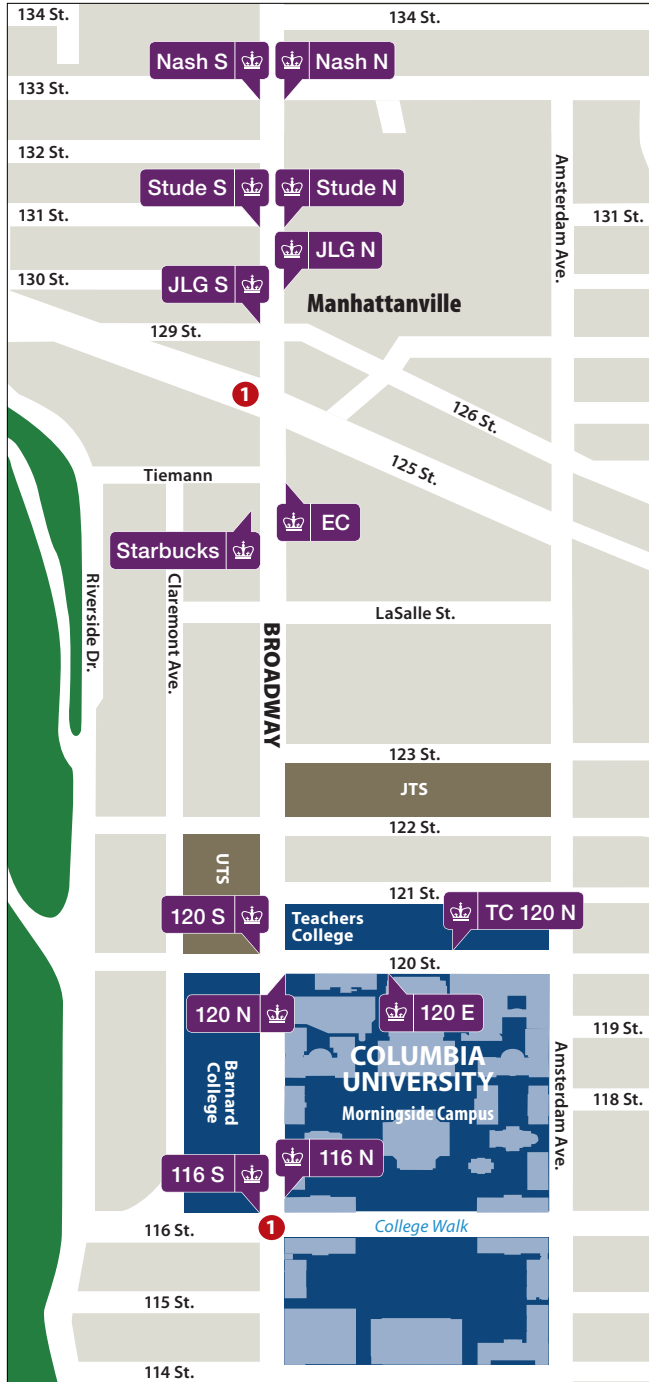 134 St.
134 St.
Nash S
Nash N
133 St.
132 St.
Amsterdam Ave.
Stude S
Stude N
131 St.
131 St.
JLG N
130 St.
JLG S
Manhattanville
129 St.
1
126 St.
125 St.
Tiemann
EC
Starbucks
Riverside Dr.
Claremont Ave.
LaSalle St.
BROADWAY
123 St.
JTS
122 St.
UTS
121 St.
120 S
Teachers
College
TC 120 N
120 St.
120 N
120 E
119 St.
Barnard
College
COLUMBIA
UNIVERSITY
Morningside Campus
Amsterdam Ave.
118 St.
116 N
116 S
116 St.
1
College Walk
115 St.
114 St.